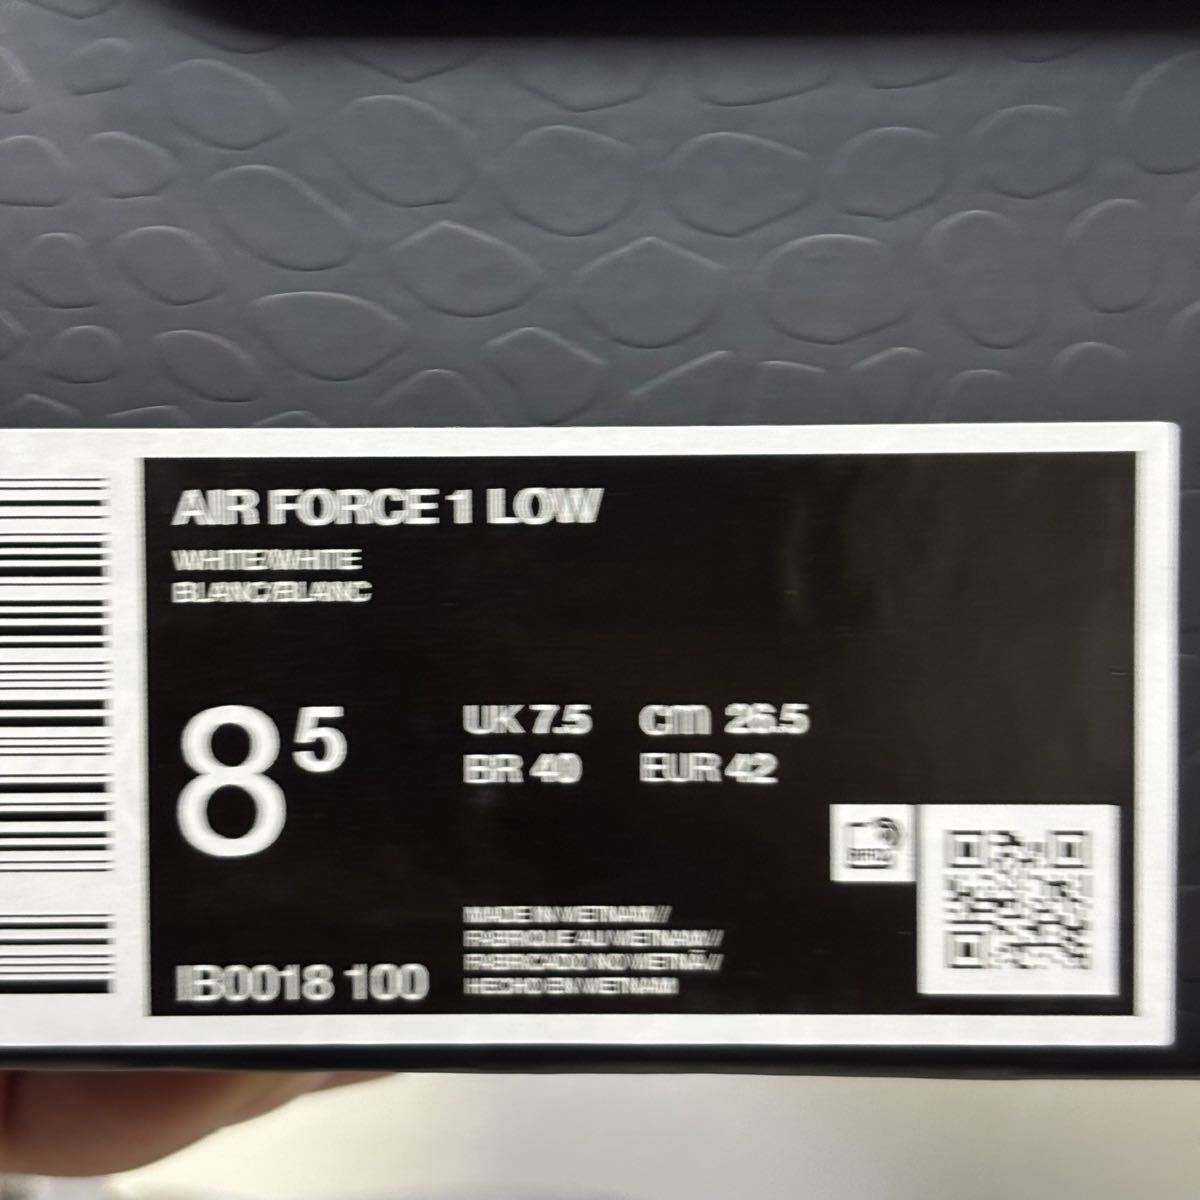 AIR FORCE 1 LOW
WHITE/WHITE
BLANC/BLANC
8 5
UK 7.5 cm 26.5
BR 40 EUR 42
MADE IN VIETNAM//
FABRIQUE AU VIETNAM//
FABRICADO NO VIETNÃ//
HECHO EN VIETNAM
IB0018 100